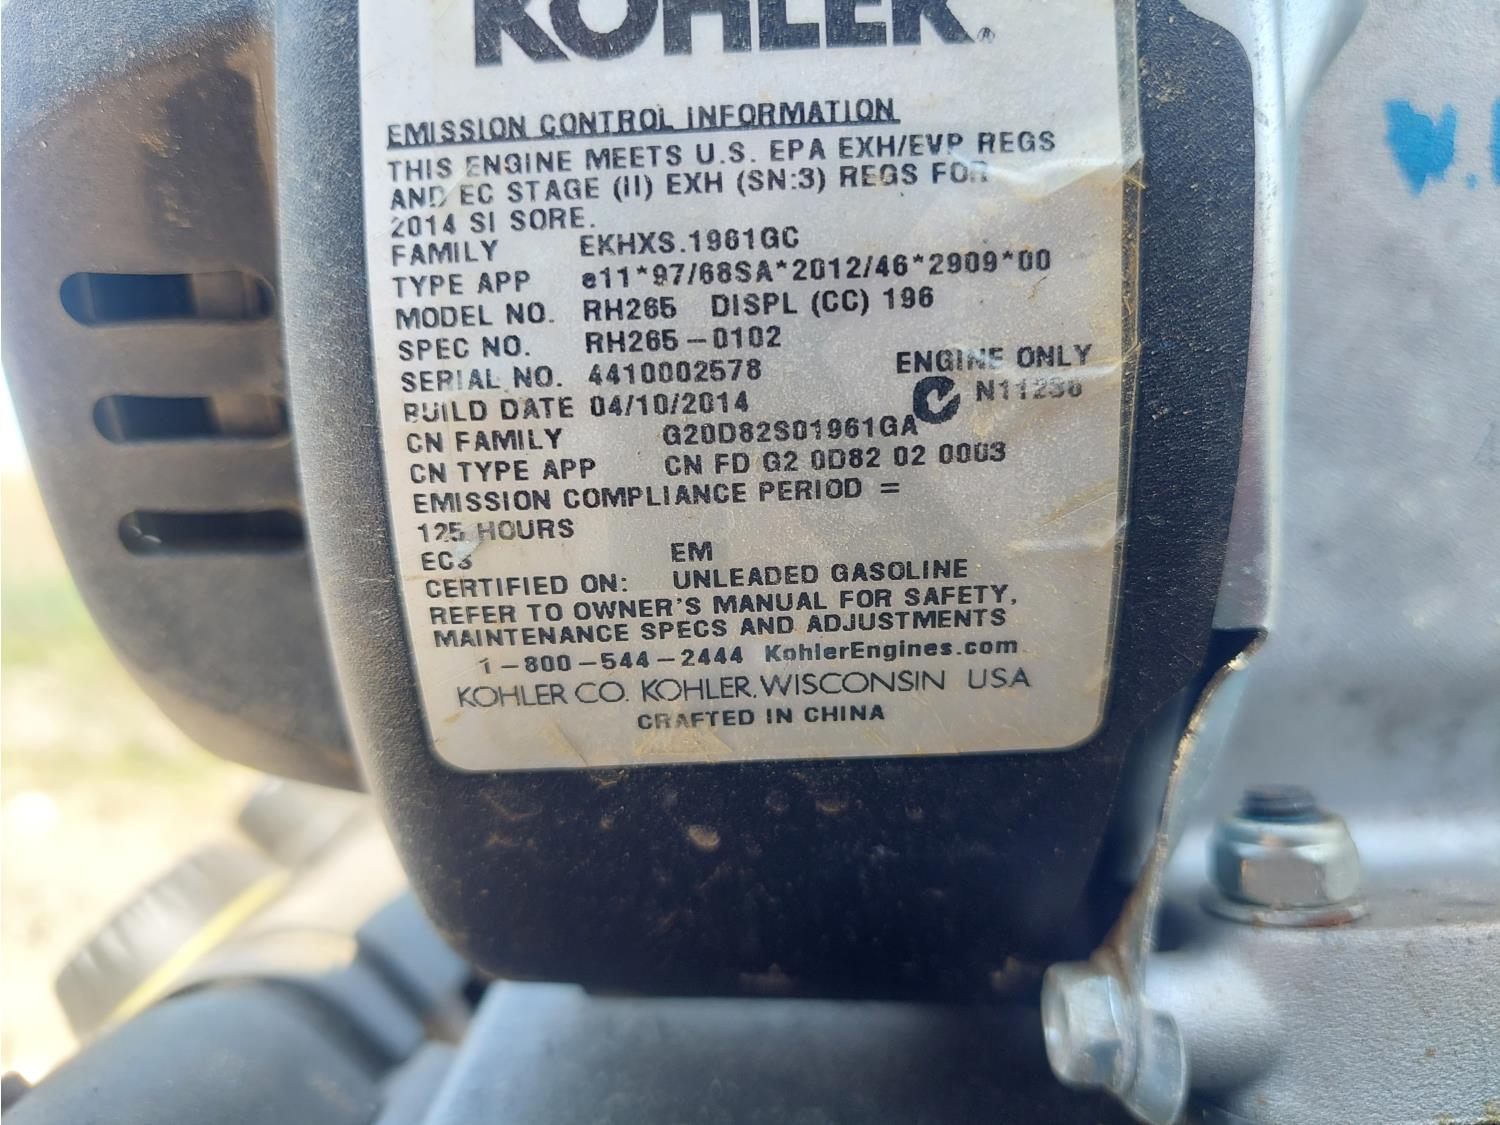 KOHLER®
EMISSION CONTROL INFORMATION
THIS ENGINE MEETS U.S. EPA EXH/EVP REGS
AND EC STAGE (II) EXH (SN:3) REGS FOR
2014 SI SORE.
FAMILY EKHXS.1961GC
TYPE APP e11*97/68SA*2012/46*2909*00
MODEL NO. RH265 DISPL (CC) 196
SPEC NO. RH265-0102
SERIAL NO. 4410002578 ENGINE ONLY
BUILD DATE 04/10/2014
CN FAMILY G20D82S01961GA
CN TYPE APP CN FD G2 0D82 02 0003
EMISSION COMPLIANCE PERIOD =
125 HOURS
EC3 EM
CERTIFIED ON: UNLEADED GASOLINE
REFER TO OWNER'S MANUAL FOR SAFETY,
MAINTENANCE SPECS AND ADJUSTMENTS
1-800-544-2444 KohlerEngines.com
KOHLER CO. KOHLER, WISCONSIN USA
CRAFTED IN CHINA